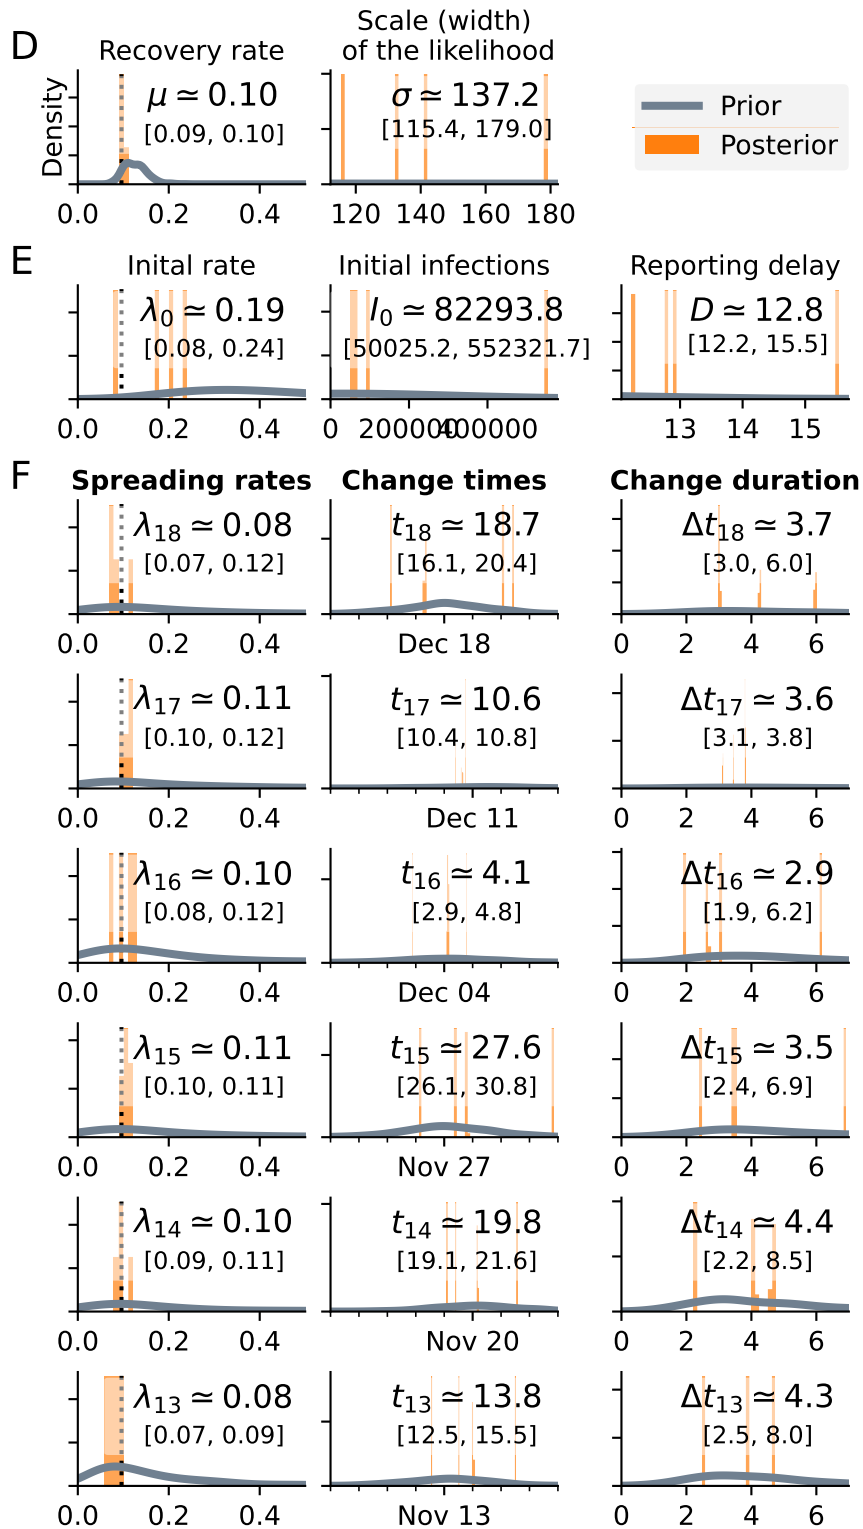 D
Recovery rate
Scale (width)
of the likelihood
Density
μ ≃ 0.10
[0.09, 0.10]
0.0 0.2 0.4
σ ≃ 137.2
[115.4, 179.0]
120 140 160 180
Prior
Posterior
E
Inital rate
Initial infections
Reporting delay
λ0 ≃ 0.19
[0.08, 0.24]
0.0 0.2 0.4
I0 ≃ 82293.8
[50025.2, 552321.7]
0 200000 400000
D ≃ 12.8
[12.2, 15.5]
13 14 15
F
Spreading rates
Change times
Change duration
λ18 ≃ 0.08
[0.07, 0.12]
0.0 0.2 0.4
t18 ≃ 18.7
[16.1, 20.4]
Dec 18
Δt18 ≃ 3.7
[3.0, 6.0]
0 2 4 6
λ17 ≃ 0.11
[0.10, 0.12]
0.0 0.2 0.4
t17 ≃ 10.6
[10.4, 10.8]
Dec 11
Δt17 ≃ 3.6
[3.1, 3.8]
0 2 4 6
λ16 ≃ 0.10
[0.08, 0.12]
0.0 0.2 0.4
t16 ≃ 4.1
[2.9, 4.8]
Dec 04
Δt16 ≃ 2.9
[1.9, 6.2]
0 2 4 6
λ15 ≃ 0.11
[0.10, 0.11]
0.0 0.2 0.4
t15 ≃ 27.6
[26.1, 30.8]
Nov 27
Δt15 ≃ 3.5
[2.4, 6.9]
0 2 4 6
λ14 ≃ 0.10
[0.09, 0.11]
0.0 0.2 0.4
t14 ≃ 19.8
[19.1, 21.6]
Nov 20
Δt14 ≃ 4.4
[2.2, 8.5]
0 2 4 6
λ13 ≃ 0.08
[0.07, 0.09]
0.0 0.2 0.4
t13 ≃ 13.8
[12.5, 15.5]
Nov 13
Δt13 ≃ 4.3
[2.5, 8.0]
0 2 4 6